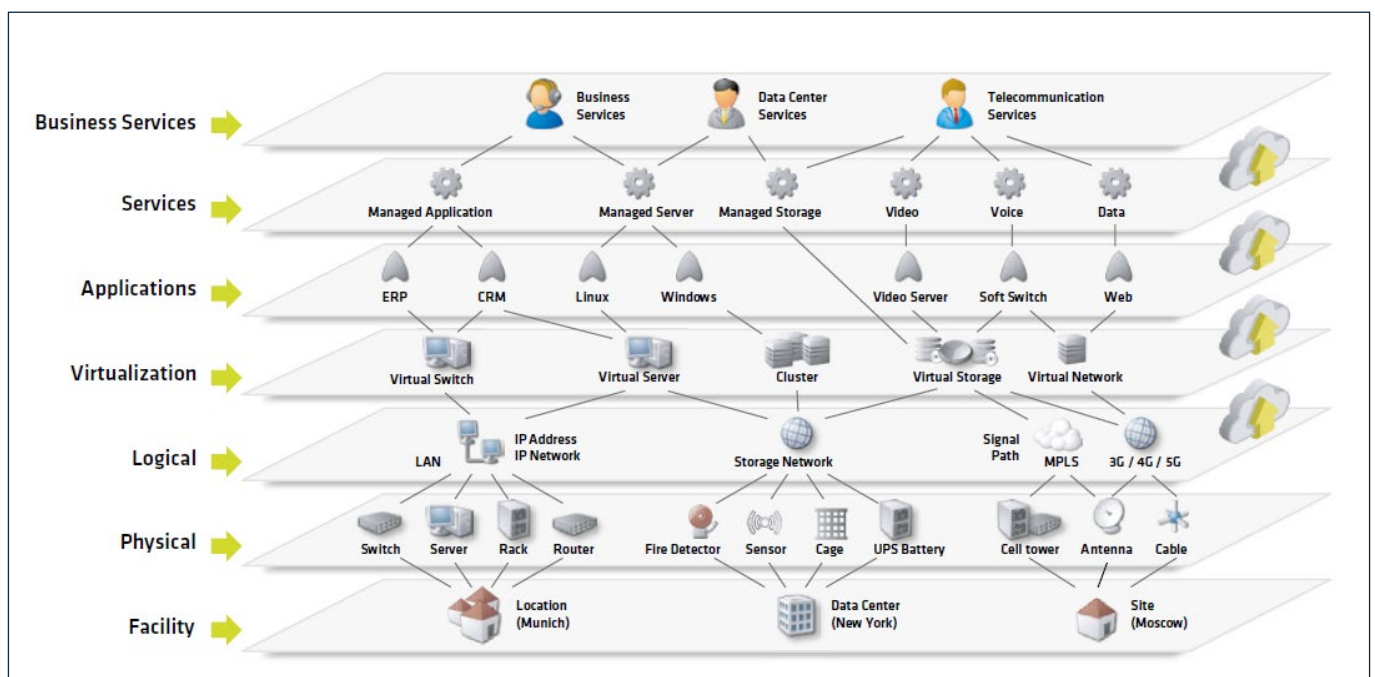 Business Services
Business
Services
Data Center
Services
Telecommunication
Services
Services
Managed Application
Managed Server
Managed Storage
Video
Voice
Data
Applications
ERP
CRM
Linux
Windows
Video Server
Soft Switch
Web
Virtualization
Virtual Switch
Virtual Server
Cluster
Virtual Storage
Virtual Network
Logical
LAN
IP Address
IP Network
Storage Network
Signal
Path
MPLS
3G / 4G / 5G
Physical
Switch
Server
Rack
Router
Fire Detector
Sensor
Cage
UPS Battery
Cell tower
Antenna
Cable
Facility
Location
(Munich)
Data Center
(New York)
Site
(Moscow)